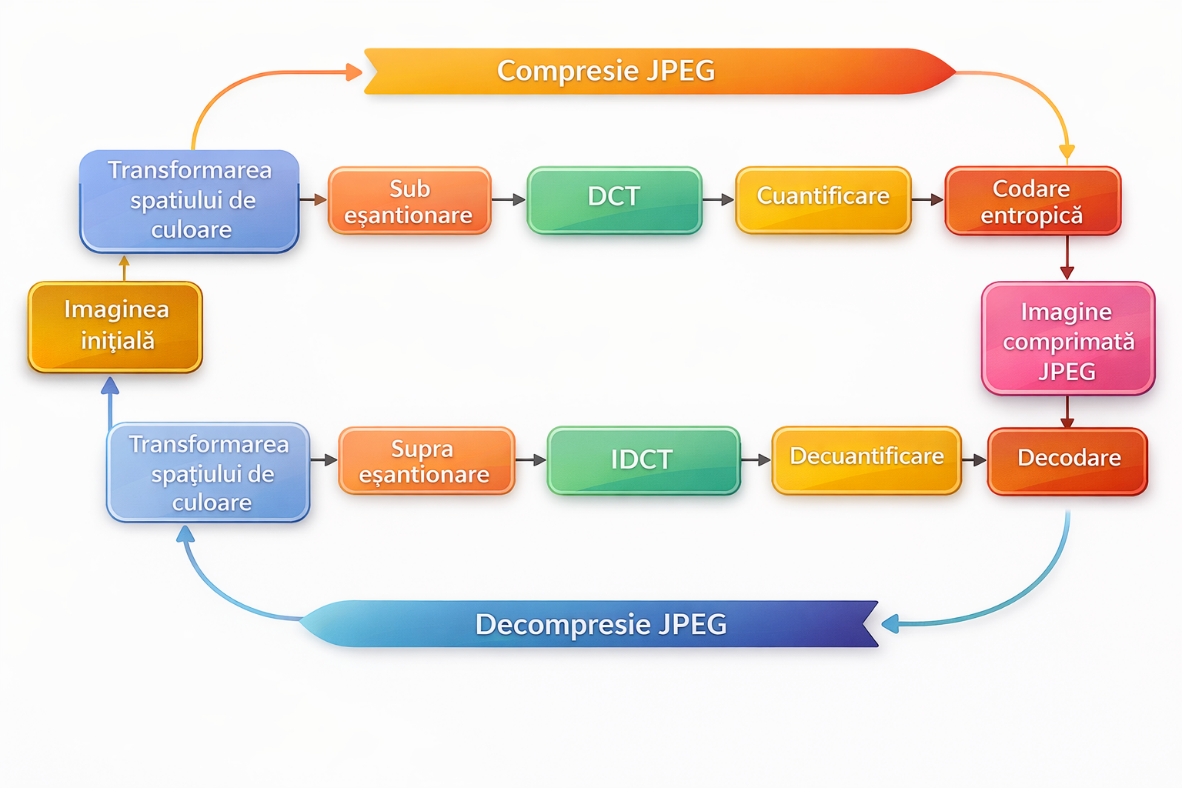 Compresie JPEG
Transformarea
spatiului de
culoare
Sub
eşantionare
DCT
Cuantificare
Codare
entropică
Imaginea
iniţială
Imagine
comprimată
JPEG
Transformarea
spaţiului de
culoare
Supra
eşantionare
IDCT
Decuantificare
Decodare
Decompresie JPEG